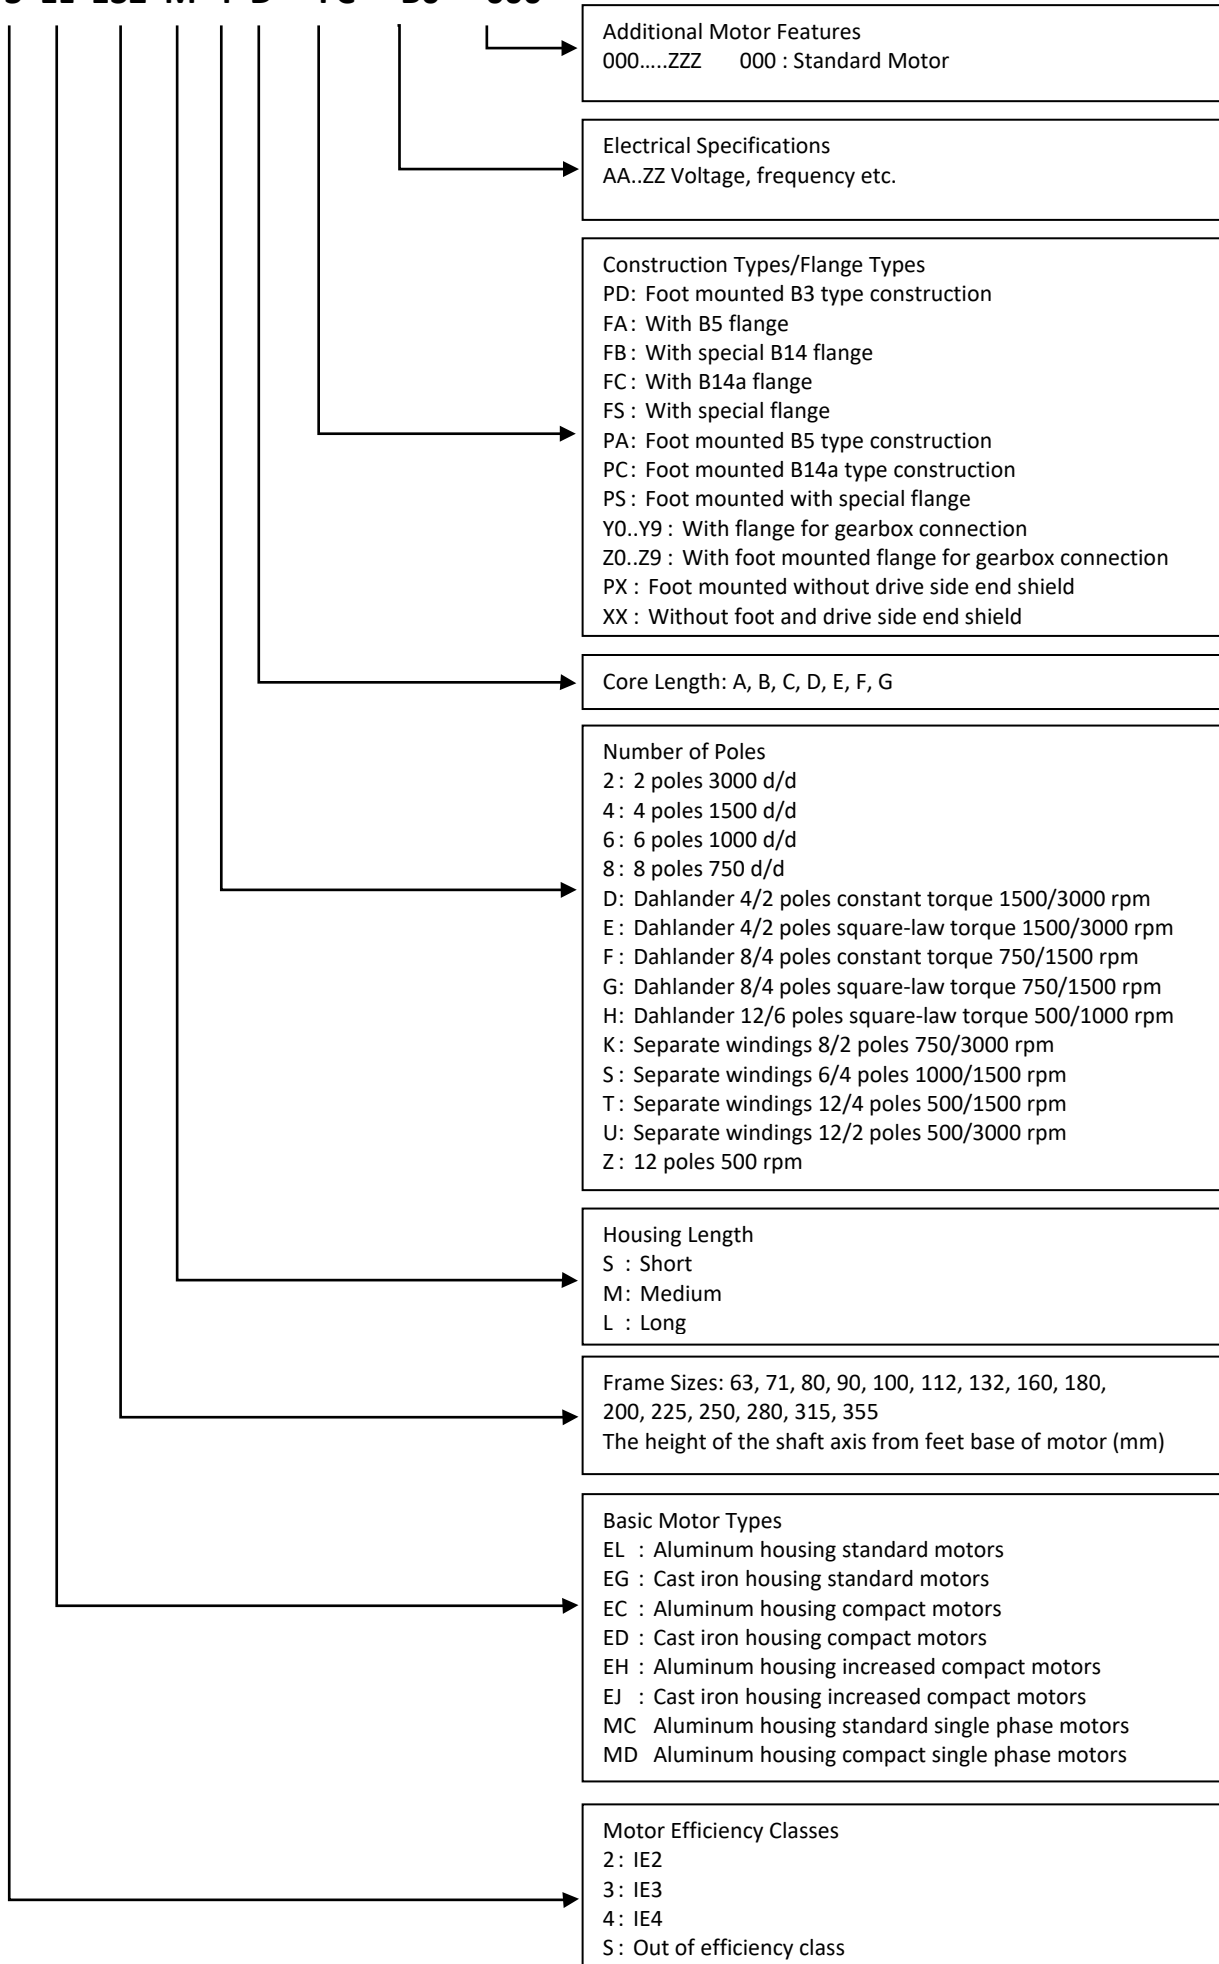 Additional Motor Features
000.....ZZZ 000 : Standard Motor
Electrical Specifications
AA..ZZ Voltage, frequency etc.
Construction Types/Flange Types
PD: Foot mounted B3 type construction
FA: With B5 flange
FB: With special B14 flange
FC: With B14a flange
FS: With special flange
PA: Foot mounted B5 type construction
PC: Foot mounted B14a type construction
PS: Foot mounted with special flange
Y0..Y9 : With flange for gearbox connection
Z0..Z9 : With foot mounted flange for gearbox connection
PX : Foot mounted without drive side end shield
XX : Without foot and drive side end shield
Core Length: A, B, C, D, E, F, G
Number of Poles
2: 2 poles 3000 d/d
4: 4 poles 1500 d/d
6: 6 poles 1000 d/d
8: 8 poles 750 d/d
D: Dahlander 4/2 poles constant torque 1500/3000 rpm
E: Dahlander 4/2 poles square-law torque 1500/3000 rpm
F: Dahlander 8/4 poles constant torque 750/1500 rpm
G: Dahlander 8/4 poles square-law torque 750/1500 rpm
H: Dahlander 12/6 poles square-law torque 500/1000 rpm
K: Separate windings 8/2 poles 750/3000 rpm
S: Separate windings 6/4 poles 1000/1500 rpm
T: Separate windings 12/4 poles 500/1500 rpm
U: Separate windings 12/2 poles 500/3000 rpm
Z: 12 poles 500 rpm
Housing Length
S : Short
M: Medium
L : Long
Frame Sizes: 63, 71, 80, 90, 100, 112, 132, 160, 180,
200, 225, 250, 280, 315, 355
The height of the shaft axis from feet base of motor (mm)
Basic Motor Types
EL : Aluminum housing standard motors
EG : Cast iron housing standard motors
EC : Aluminum housing compact motors
ED : Cast iron housing compact motors
EH : Aluminum housing increased compact motors
EJ : Cast iron housing increased compact motors
MC Aluminum housing standard single phase motors
MD Aluminum housing compact single phase motors
Motor Efficiency Classes
2: IE2
3: IE3
4: IE4
S: Out of efficiency class